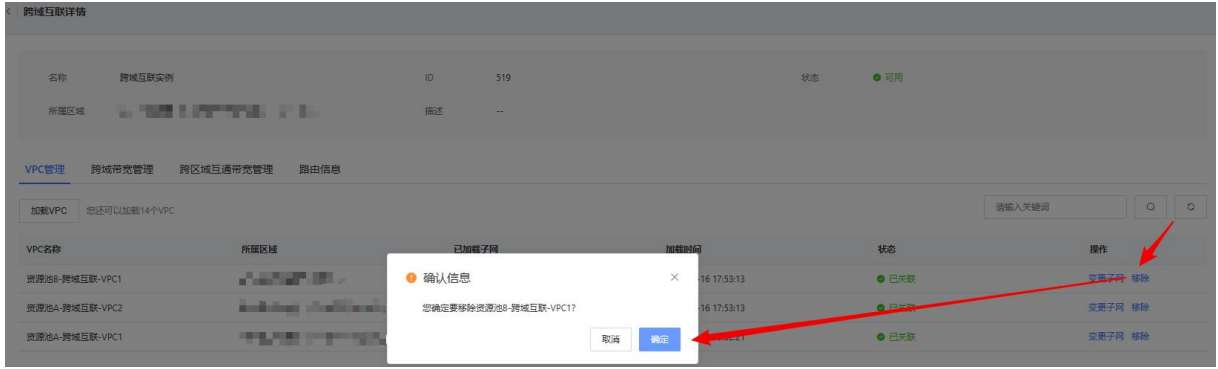 跨域互联详情
名称 跨域互联实例 ID 519 状态 可用
所属区域 描述 --
VPC管理 跨域带宽管理 跨区域互通带宽管理 路由信息
加载VPC 您还可以加载14个VPC 请输入关键词
VPC名称 所属区域 已加载子网 加载时间 状态 操作
资源池B-跨域互联-VPC1 -16 17:53:13 已关联 变更子网 移除
资源池A-跨域互联-VPC2 -16 17:53:13 已关联 变更子网 移除
资源池A-跨域互联-VPC1 已关联 变更子网 移除
确认信息
您确定要移除资源池B-跨域互联-VPC1?
取消 确定